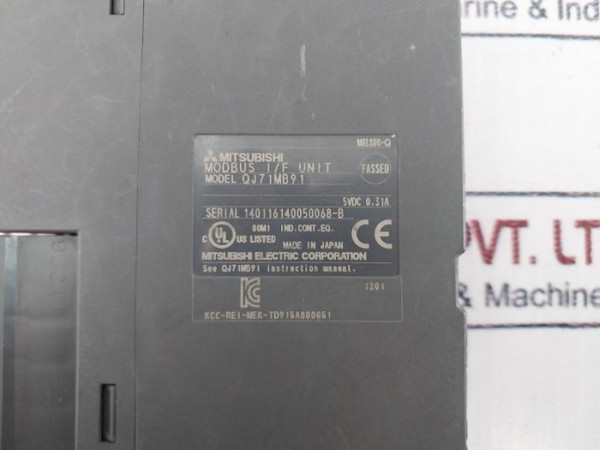 rine & Ind
MELSEC-Q
MITSUBISHI
MODBUS I/F UNIT
PASSED
MODEL QJ71MB91
5VDC 0.31A
SERIAL 140116140050068-B
80M1 IND.CONT.EQ.
C UL US LISTED
MADE IN JAPAN
CE
MITSUBISHI ELECTRIC CORPORATION
See QJ71MB91 instruction manual.
1201
KCC-REI-MEK-TD916A800G51
PVT. LT
& Machine